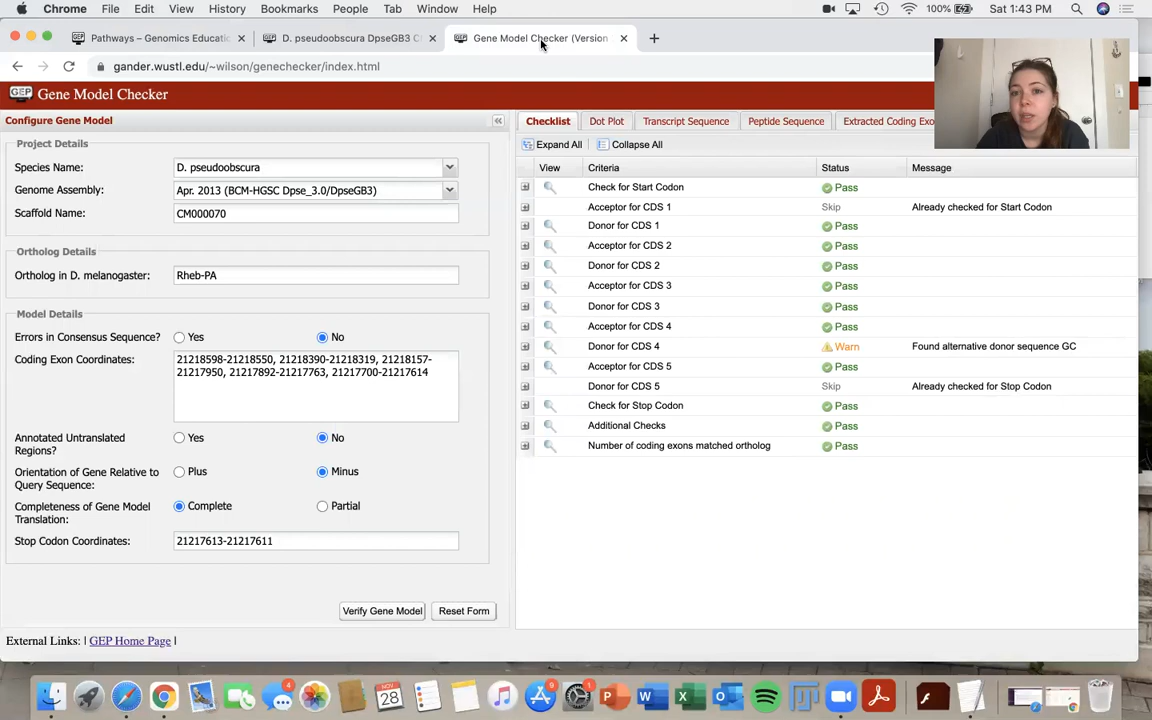 Chrome File Edit View History Bookmarks People Tab Window Help 100% Sat 1:43 PM
Pathways – Genomics Educati
D. pseudoobscura DpseGB3 C
Gene Model Checker (Version
gander.wustl.edu/~wilson/genechecker/index.html
GEP Gene Model Checker
Configure Gene Model
Project Details
Species Name: D. pseudoobscura
Genome Assembly: Apr. 2013 (BCM-HGSC Dpse_3.0/DpseGB3)
Scaffold Name: CM000070
Ortholog Details
Ortholog in D. melanogaster: Rheb-PA
Model Details
Errors in Consensus Sequence? Yes No
Coding Exon Coordinates: 21218598-21218550, 21218390-21218319, 21218157-
21217950, 21217892-21217763, 21217700-21217614
Annotated Untranslated
Regions? Yes No
Orientation of Gene Relative to
Query Sequence: Plus Minus
Completeness of Gene Model
Translation: Complete Partial
Stop Codon Coordinates: 21217613-21217611
Verify Gene Model Reset Form
External Links: | GEP Home Page |
Checklist Dot Plot Transcript Sequence Peptide Sequence Extracted Coding Exo
Expand All Collapse All
View Criteria Status Message
Check for Start Codon Pass
Acceptor for CDS 1 Skip Already checked for Start Codon
Donor for CDS 1 Pass
Acceptor for CDS 2 Pass
Donor for CDS 2 Pass
Acceptor for CDS 3 Pass
Donor for CDS 3 Pass
Acceptor for CDS 4 Pass
Donor for CDS 4 Warn Found alternative donor sequence GC
Acceptor for CDS 5 Pass
Donor for CDS 5 Skip Already checked for Stop Codon
Check for Stop Codon Pass
Additional Checks Pass
Number of coding exons matched ortholog Pass
4
NOV
28
9
1